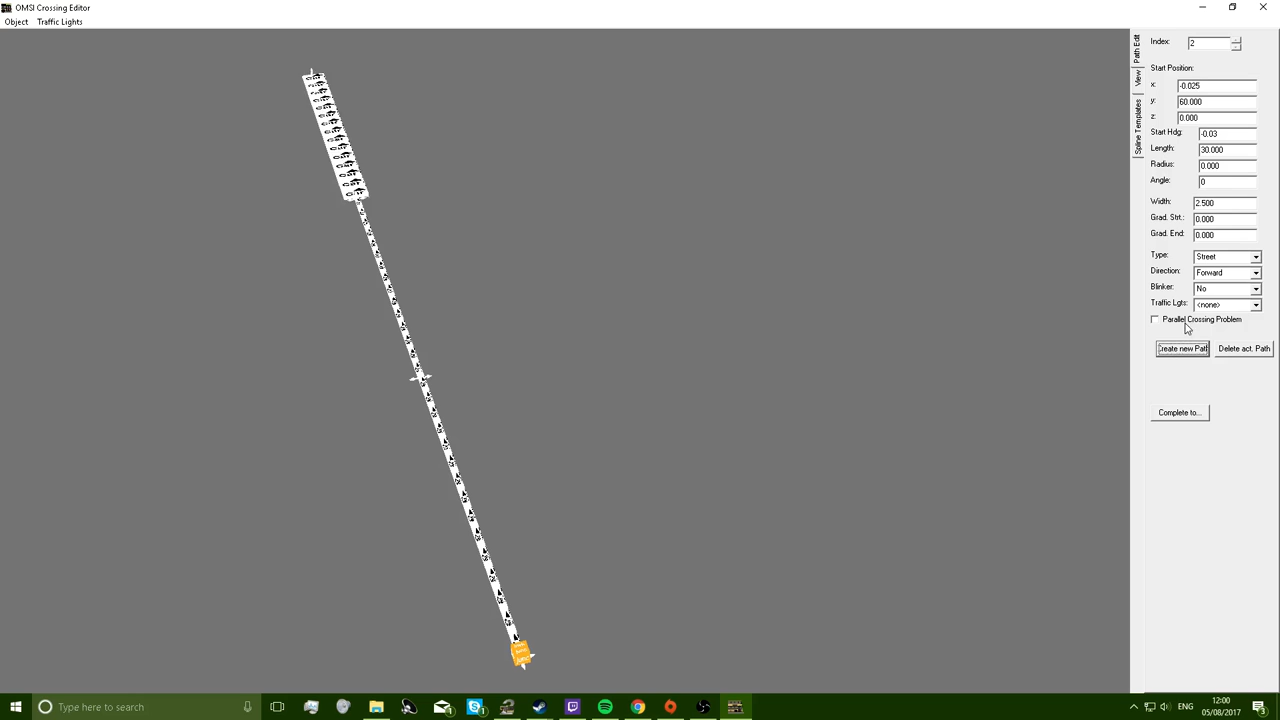 OMSI Crossing Editor
Object Traffic Lights
Path Edit
View
Spline Templates
Index: 2
Start Position:
x: -0.025
y: 60.000
z: 0.000
Start Hdg: -0.03
Length: 30.000
Radius: 0.000
Angle: 0
Width: 2.500
Grad. Strt.: 0.000
Grad. End: 0.000
Type: Street
Direction: Forward
Blinker: No
Traffic Lgts: <none>
Parallel Crossing Problem
Create new Path Delete act. Path
Complete to...
Type here to search
ENG
12:00
05/08/2017